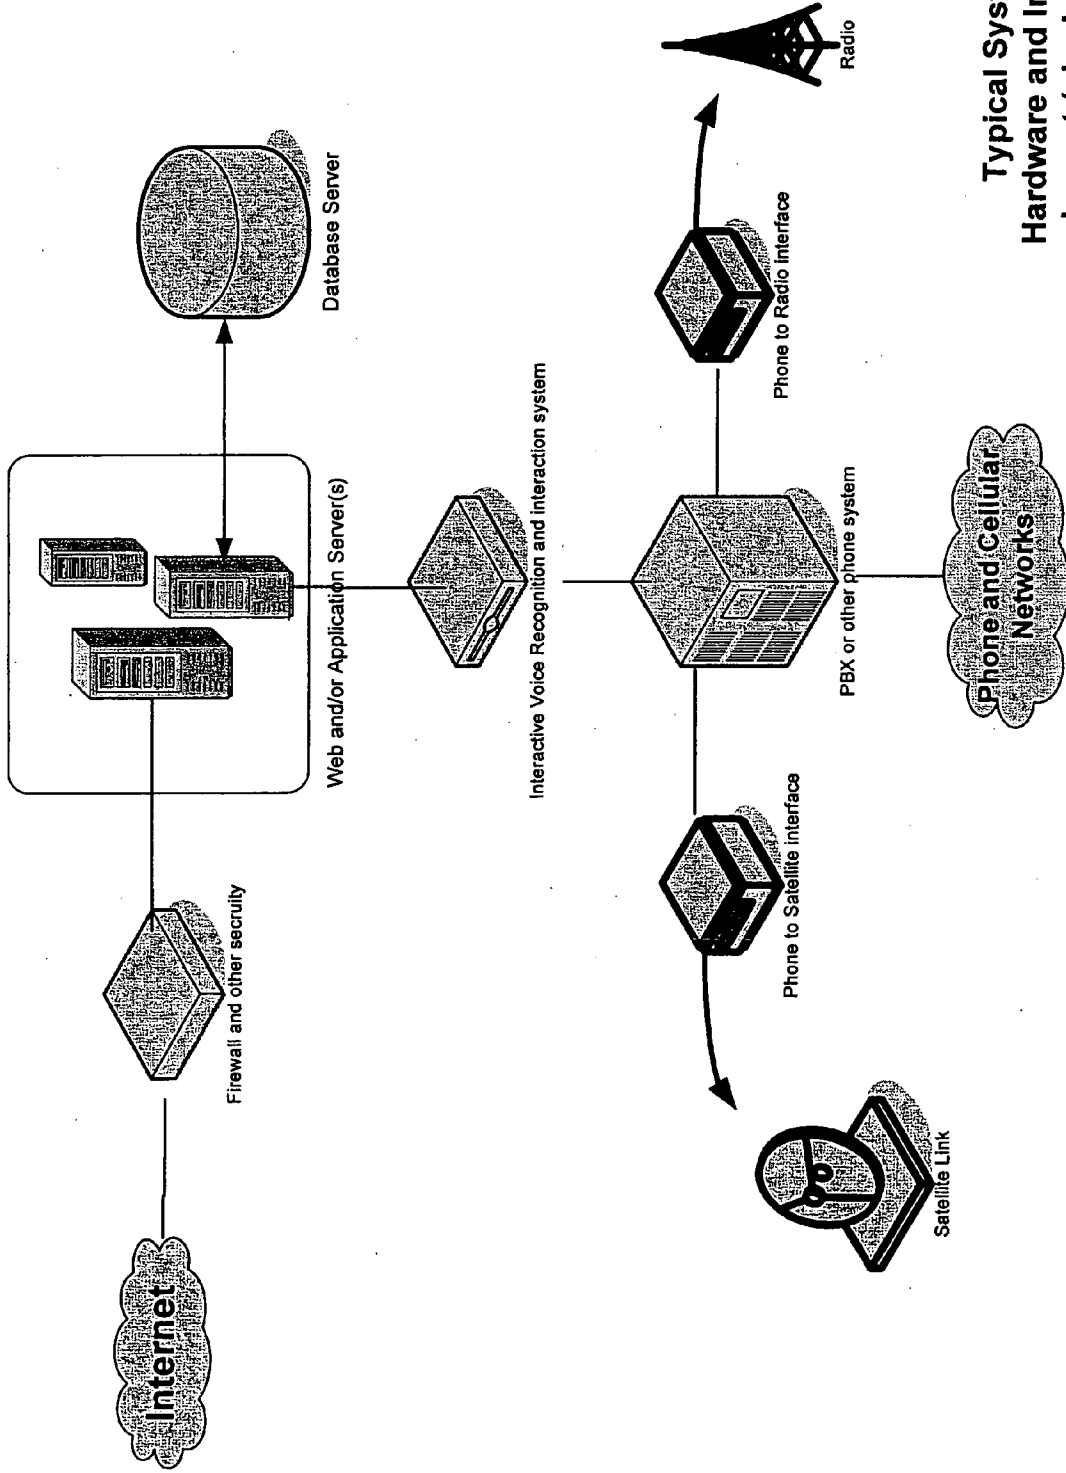 Internet
Firewall and other secruity
Web and/or Application Server(s)
Database Server
Interactive Voice Recognition and interaction system
Satellite Link
Phone to Satellite interface
PBX or other phone system
Phone to Radio interface
Radio
Phone and Cellular
Networks
Typical Sys
Hardware and In